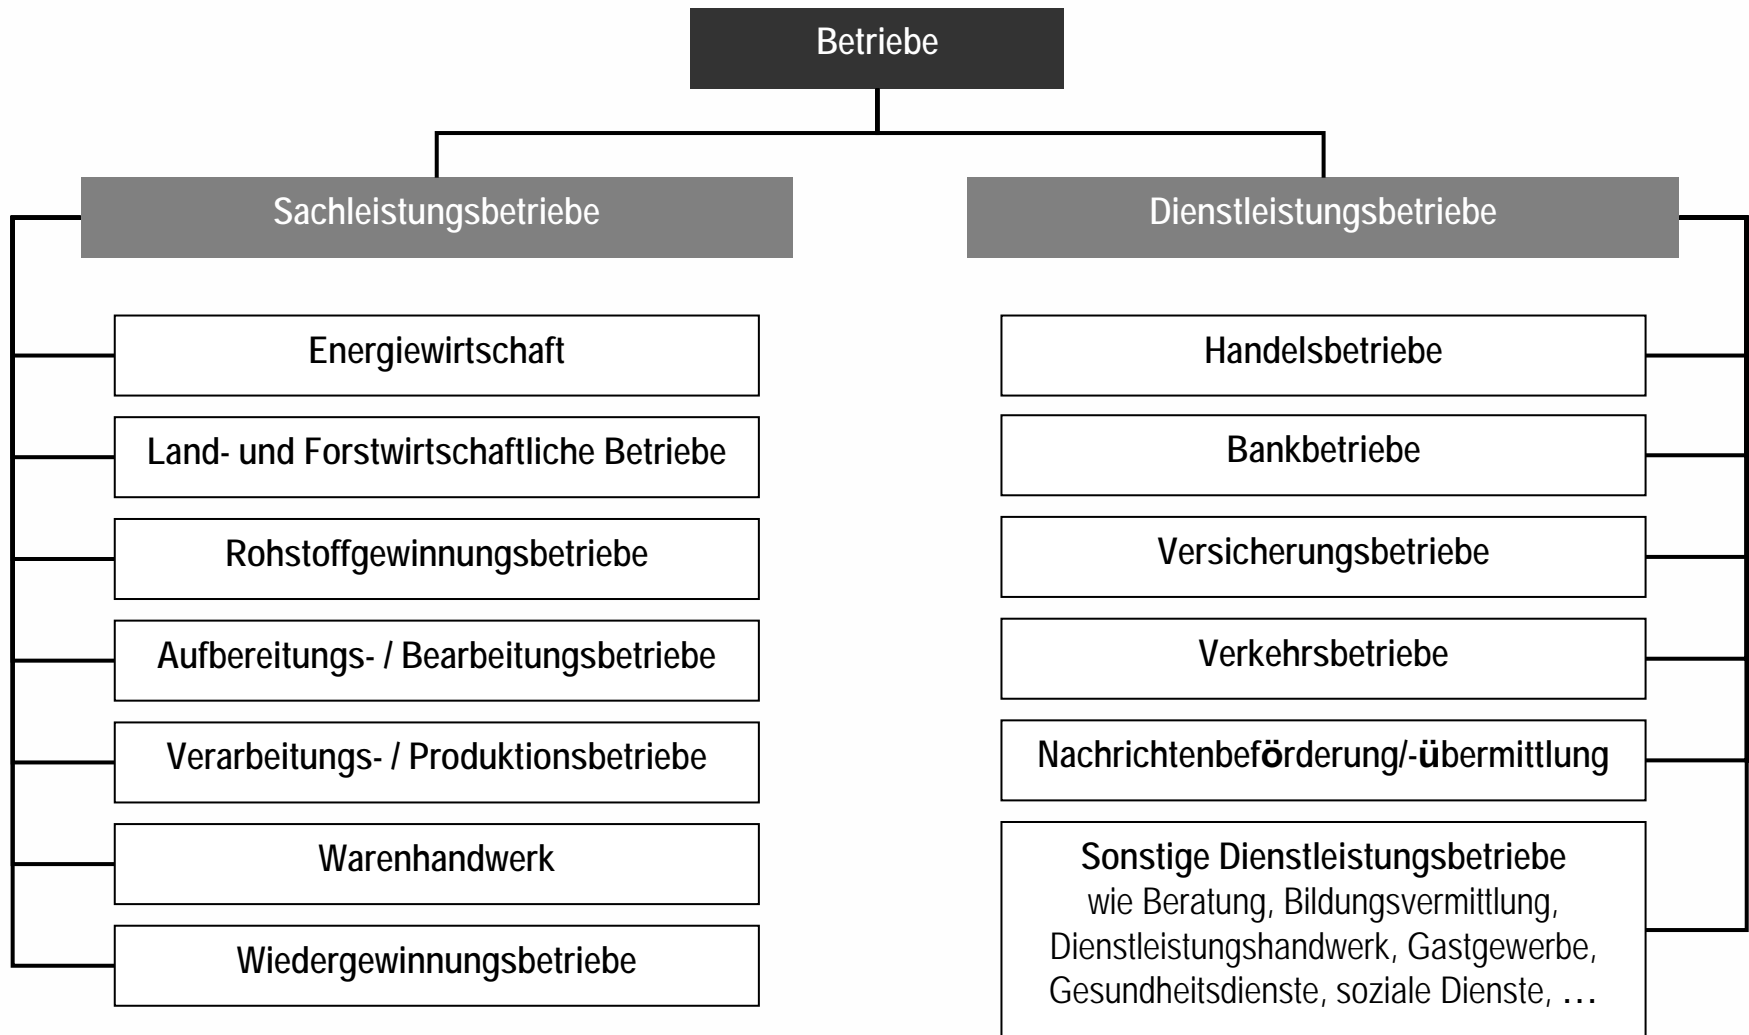 Betriebe
Sachleistungsbetriebe
Energiewirtschaft
Land- und Forstwirtschaftliche Betriebe
Rohstoffgewinnungsbetriebe
Aufbereitungs- / Bearbeitungsbetriebe
Verarbeitungs- / Produktionsbetriebe
Warenhandwerk
Wiedergewinnungsbetriebe
Dienstleistungsbetriebe
Handelsbetriebe
Bankbetriebe
Versicherungsbetriebe
Verkehrsbetriebe
Nachrichtenbeförderung/-übermittlung
Sonstige Dienstleistungsbetriebe
wie Beratung, Bildungsvermittlung,
Dienstleistungshandwerk, Gastgewerbe,
Gesundheitsdienste, soziale Dienste, …